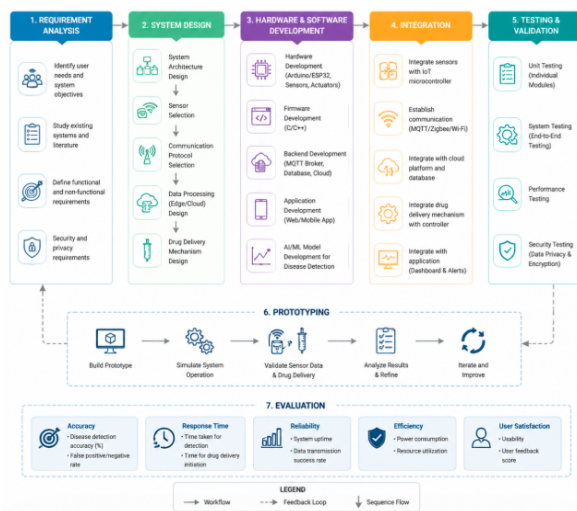 1. REQUIREMENT
ANALYSIS
Identify user
needs and system
objectives
Study existing
systems and
literature
Define functional
and non-functional
requirements
Security and
privacy
requirements
2. SYSTEM
DESIGN
System
Architecture
Design
Sensor
Selection
Communication
Protocol
Selection
Data Processing
(Edge/Cloud)
Design
Drug Delivery
Mechanism
Design
3. HARDWARE & SOFTWARE
DEVELOPMENT
Hardware
Development
(Arduino/ESP32,
Sensors, Actuators)
Firmware
Development
(C/C++)
Backend Development
(MQTT Broker,
Database, Cloud)
Application
Development
(Web/Mobile App)
AI/ML Model
Development for
Disease Detection
4. INTEGRATION
Integrate sensors
with IoT
microcontroller
Establish
communication
(MQTT/Zigbee/Wi-Fi)
Integrate with cloud
platform and
database
Integrate drug
delivery mechanism
with controller
Integrate with
application
(Dashboard & Alerts)
5. TESTING &
VALIDATION
Unit Testing
(Individual
Modules)
System Testing
(End-to-End
Testing)
Performance
Testing
Security Testing
(Data Privacy &
Encryption)
6. PROTOTYPING
Build Prototype
Simulate System
Operation
Validate Sensor Data
& Drug Delivery
Analyze Results
& Refine
Iterate and
Improve
7. EVALUATION
Accuracy
• Disease detection
accuracy (%)
• False positive/negative
rate
Response Time
• Time taken for
detection
• Time for drug delivery
initiation
Reliability
• System uptime
• Data transmission
success rate
Efficiency
• Power consumption
• Resource utilization
User Satisfaction
• Usability
• User feedback
score
LEGEND
Workflow
Feedback Loop
Sequence Flow